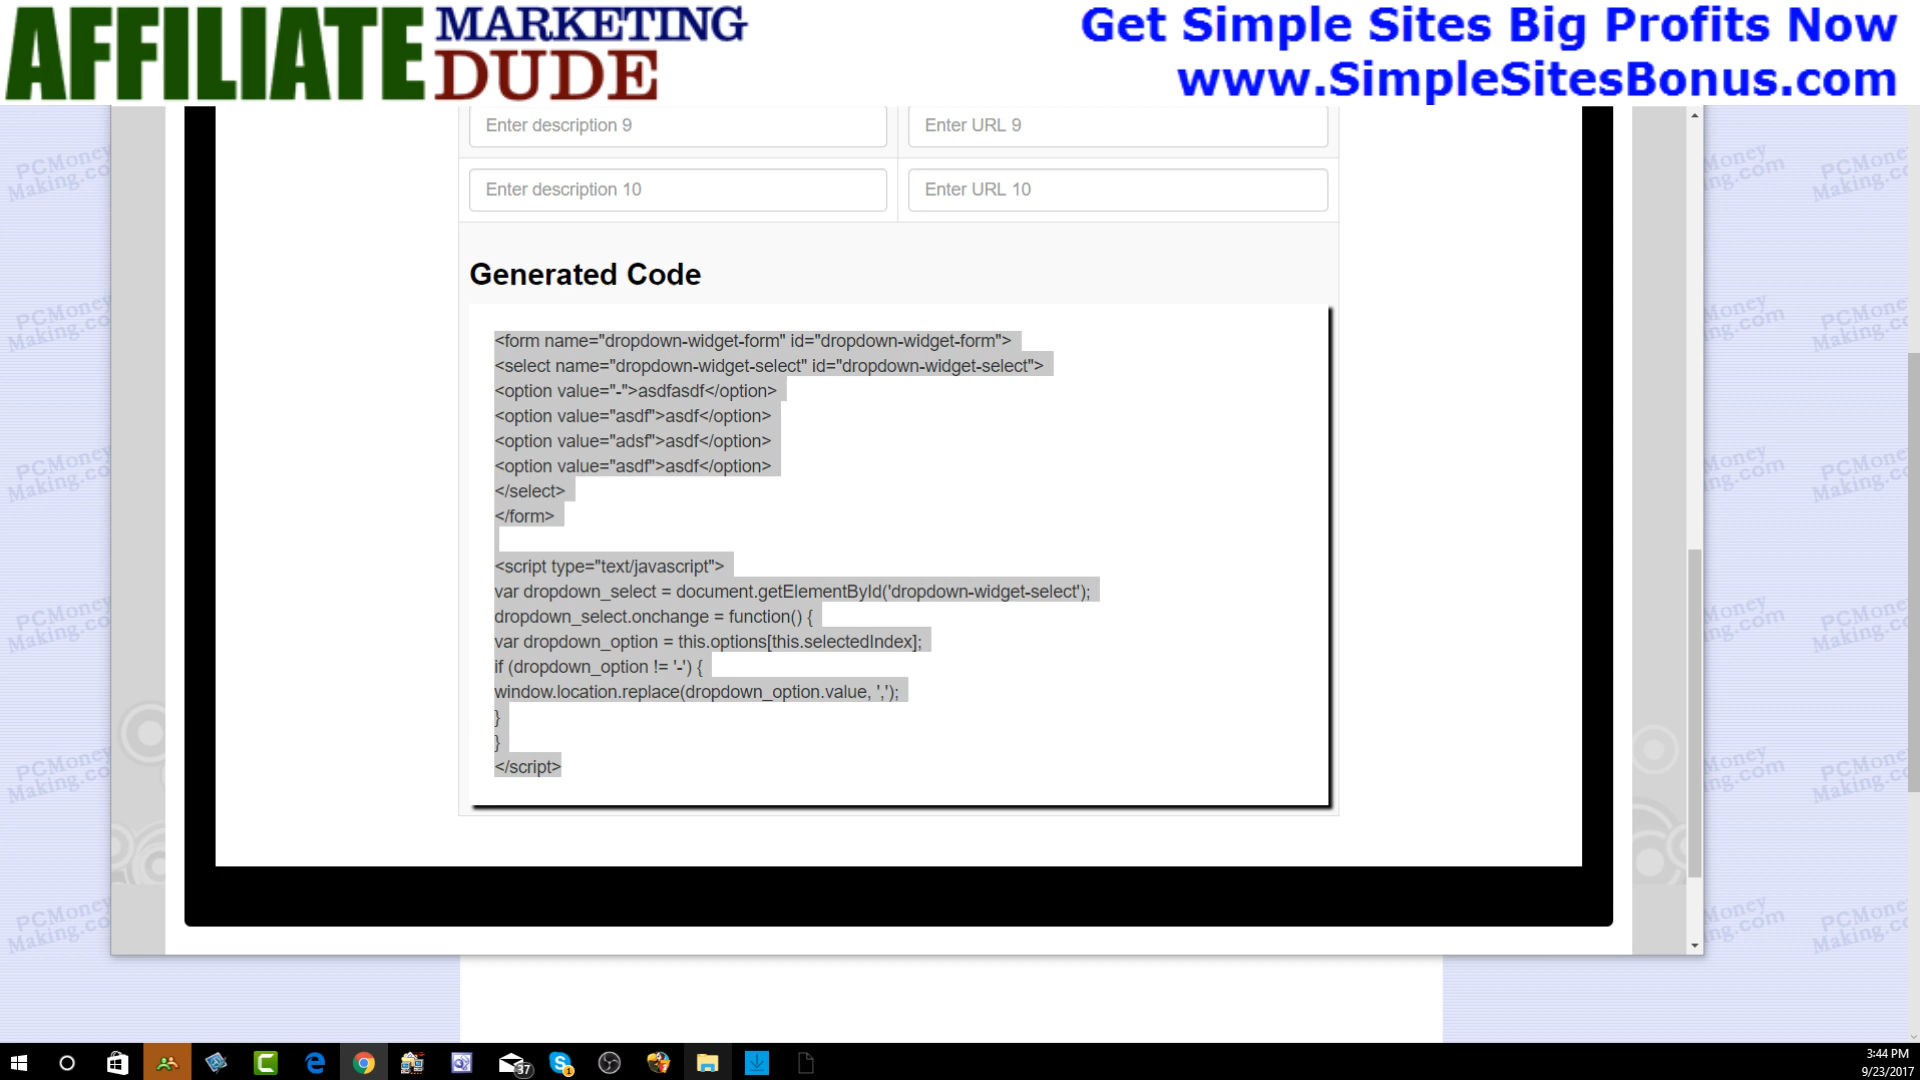 AFFILIATE MARKETING DUDE
Get Simple Sites Big Profits Now
www.SimpleSitesBonus.com
Enter description 9
Enter URL 9
Enter description 10
Enter URL 10
Generated Code
<form name="dropdown-widget-form" id="dropdown-widget-form">
<select name="dropdown-widget-select" id="dropdown-widget-select">
<option value="-">asdfasdf</option>
<option value="asdf">asdf</option>
<option value="adsf">asdf</option>
<option value="asdf">asdf</option>
</select>
</form>
<script type="text/javascript">
var dropdown_select = document.getElementById('dropdown-widget-select');
dropdown_select.onchange = function() {
var dropdown_option = this.options[this.selectedIndex];
if (dropdown_option != '-') {
window.location.replace(dropdown_option.value, ',');
}
}
</script>
PCMoney
Making.co
37
1
3:44 PM
9/23/2017